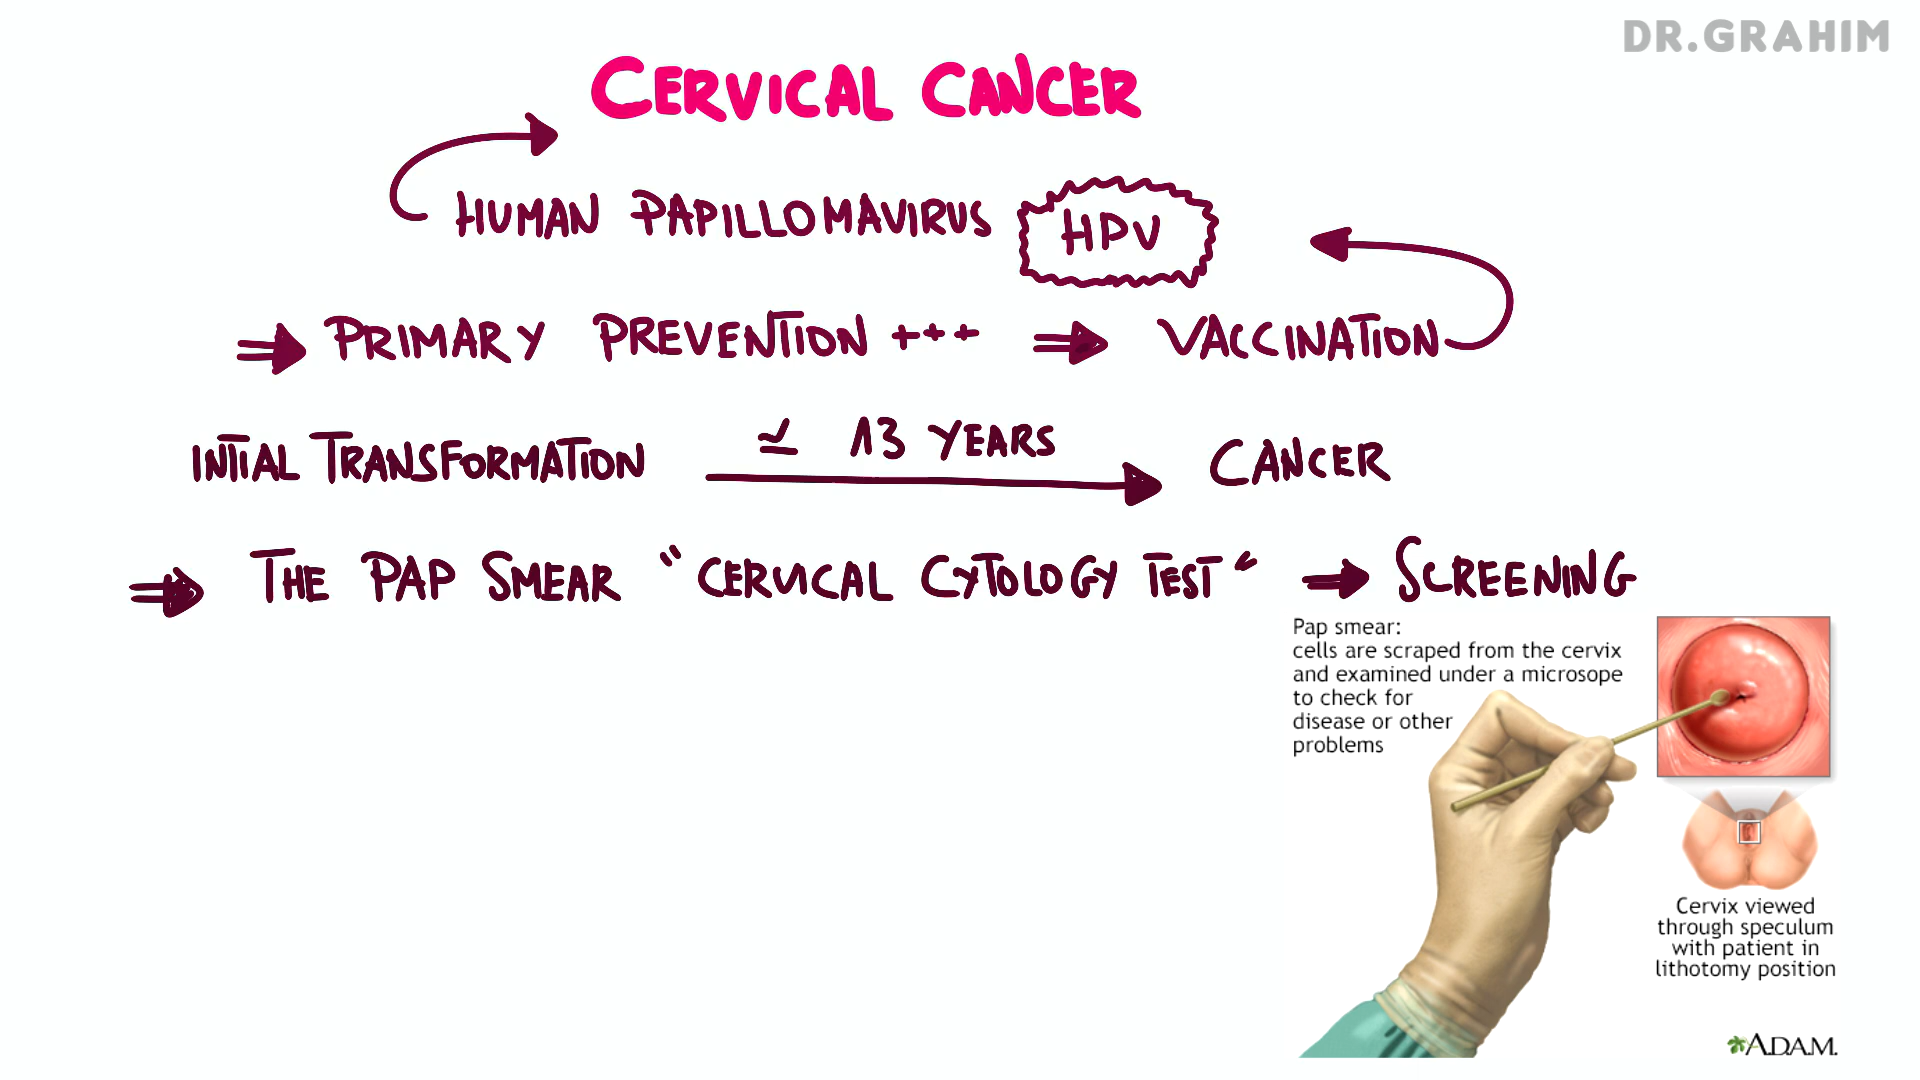 DR.GRAHIM
CERVICAL CANCER
HUMAN PAPILLOMAVIRUS HPV
⇒ PRIMARY PREVENTION +++ ⇒ VACCINATION
INITIAL TRANSFORMATION ≃ 13 YEARS CANCER
⇒ THE PAP SMEAR "CERVICAL CYTOLOGY TEST" ⇒ SCREENING
Pap smear:
cells are scraped from the cervix
and examined under a microsope
to check for
disease or other
problems
Cervix viewed
through speculum
with patient in
lithotomy position
A.D.A.M.